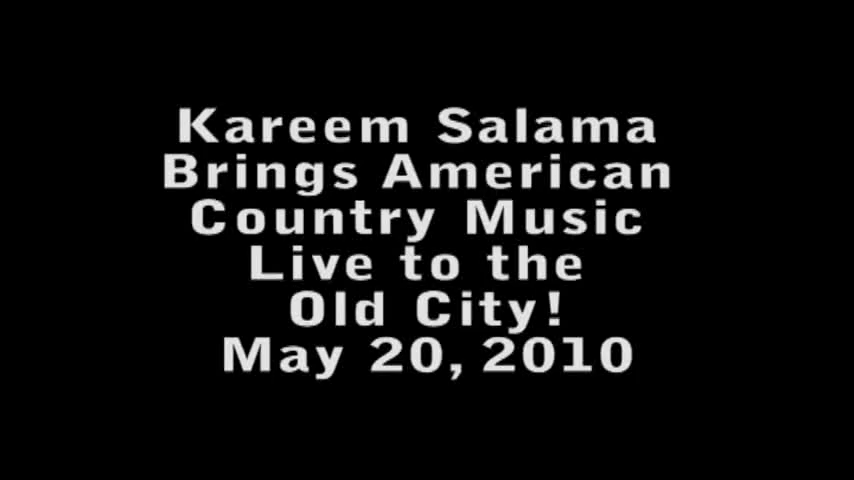 Kareem Salama
Brings American
Country Music
Live to the
Old City!
May 20, 2010